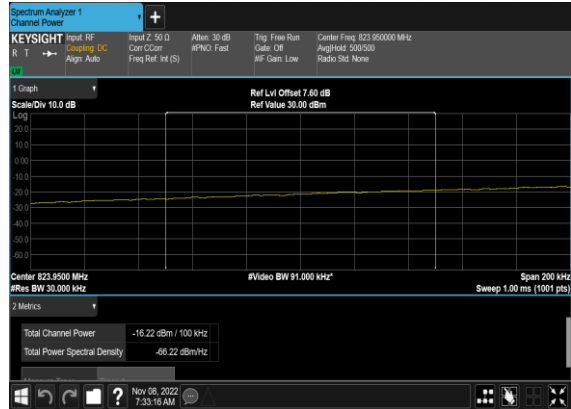 Spectrum Analyzer 1
Channel Power
+
KEYSIGHT Input: RF Input Z: 50 Ω Atten: 30 dB Trig: Free Run Center Freq: 823.950000 MHz
R T Coupling: DC Corr CCorr #PNO: Fast Gate: Off Avg|Hold: 500/500
Align: Auto Freq Ref: Int (S) #IF Gain: Low Radio Std: None
1 Graph
Ref Lvl Offset 7.60 dB
Scale/Div 10.0 dB Ref Value 30.00 dBm
Log
20.0
10.0
0.00
-10.0
-20.0
-30.0
-40.0
-50.0
-60.0
Center 823.9500 MHz #Video BW 91.000 kHz* Span 200 kHz
#Res BW 30.000 kHz Sweep 1.00 ms (1001 pts)
2 Metrics
Total Channel Power -16.22 dBm / 100 kHz
Total Power Spectral Density -66.22 dBm/Hz
? Nov 08, 2022
7:33:16 AM